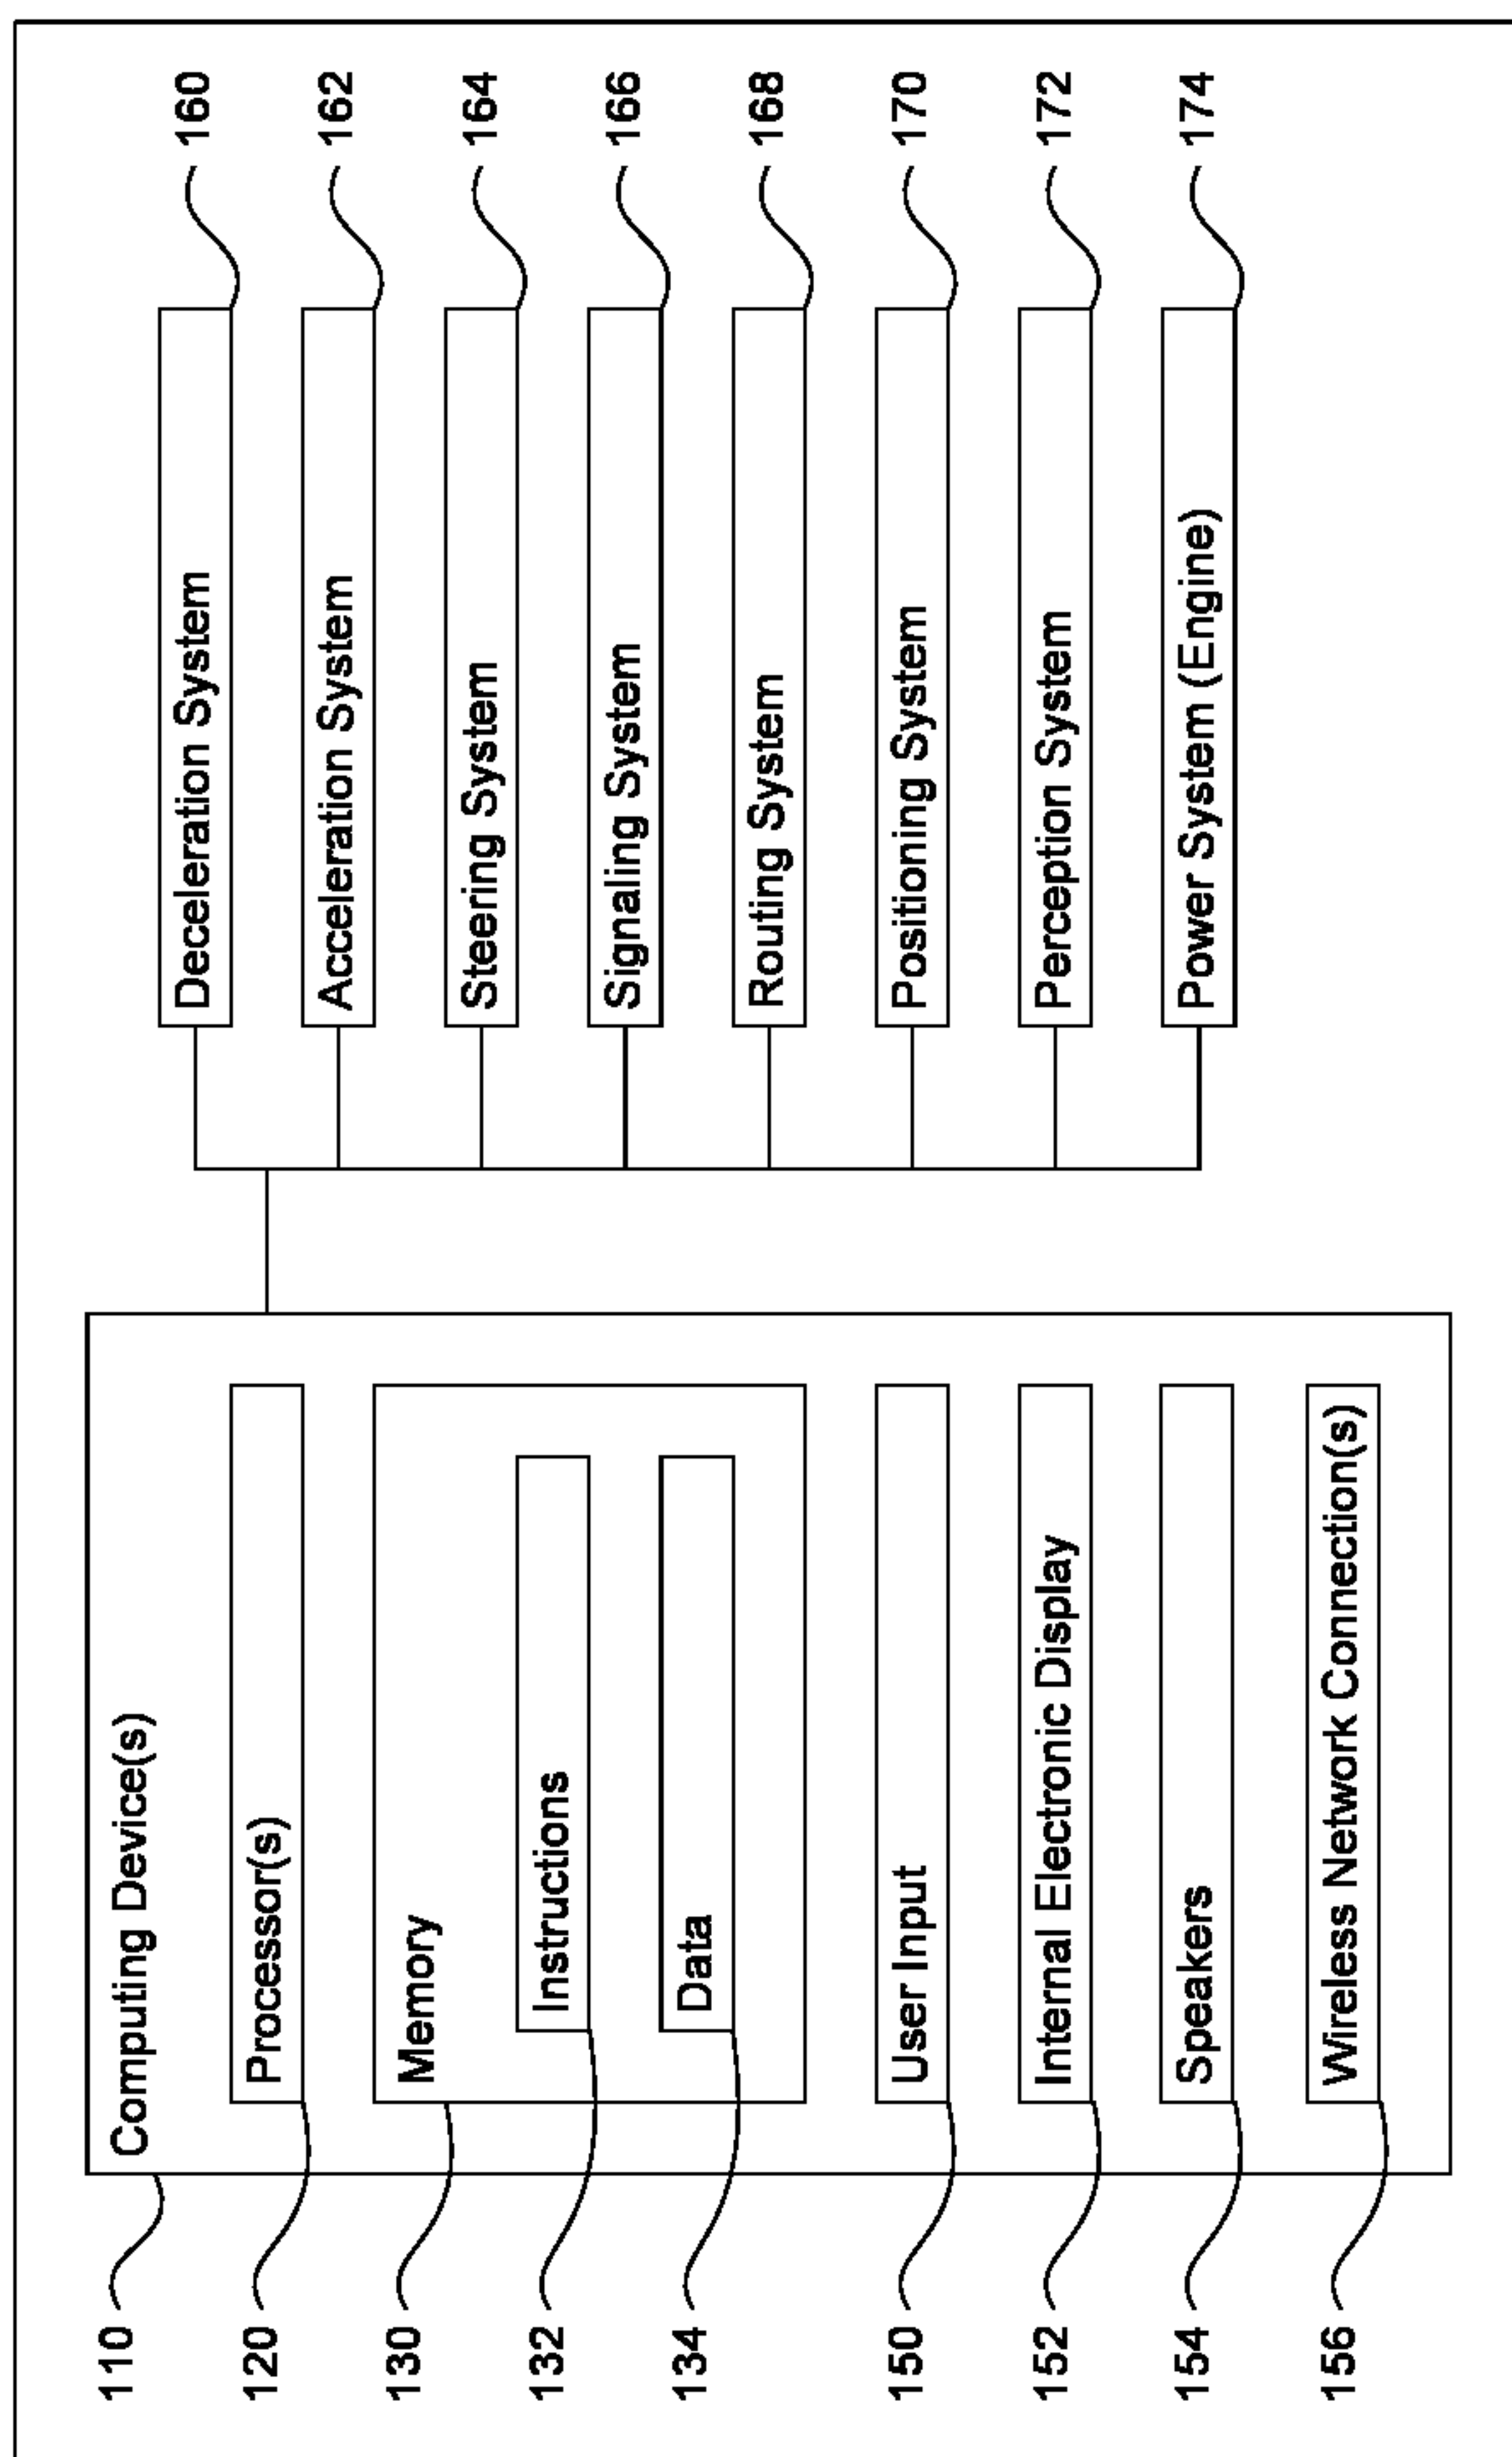 110
Computing Device(s)
120
Processor(s)
130
Memory
132
Instructions
134
Data
150
User Input
152
Internal Electronic Display
154
Speakers
156
Wireless Network Connection(s)
Deceleration System
160
Acceleration System
162
Steering System
164
Signaling System
166
Routing System
168
Positioning System
170
Perception System
172
Power System (Engine)
174